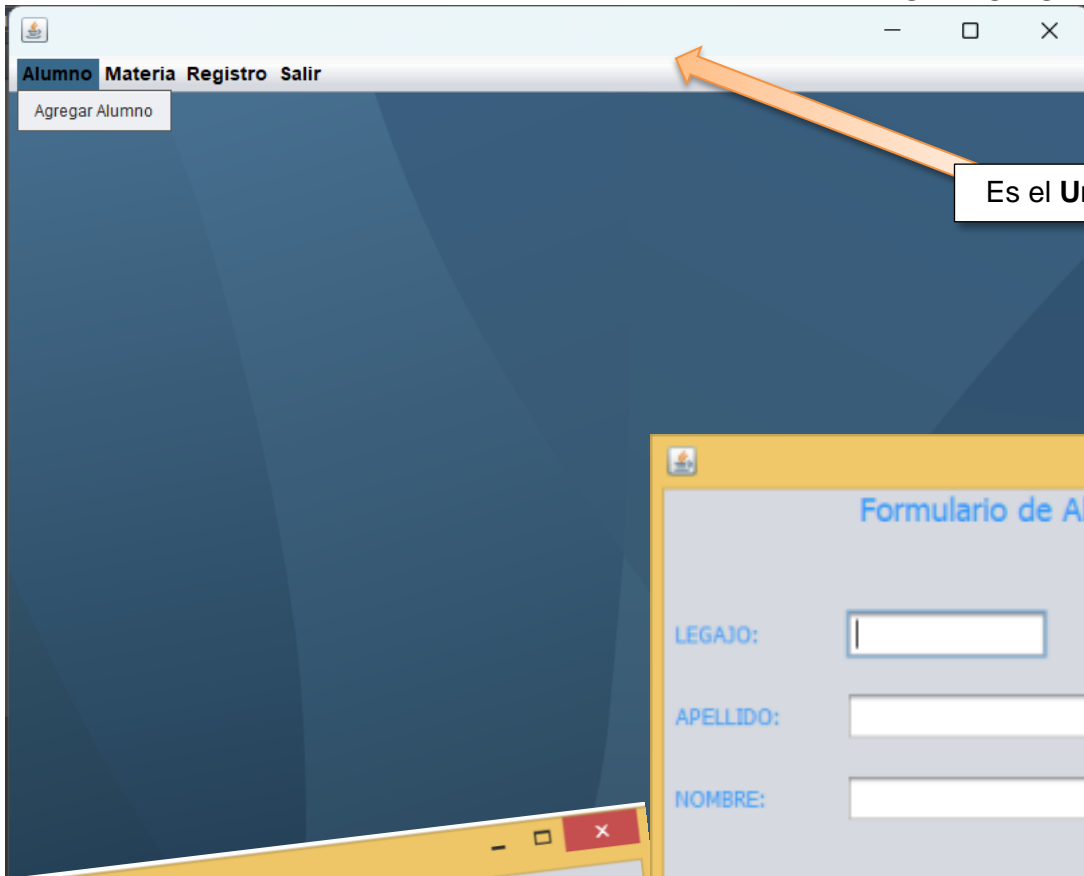 Alumno Materia Registro Salir
Agregar Alumno
Es el
Formulario de
LEGAJO:
APELLIDO:
NOMBRE: